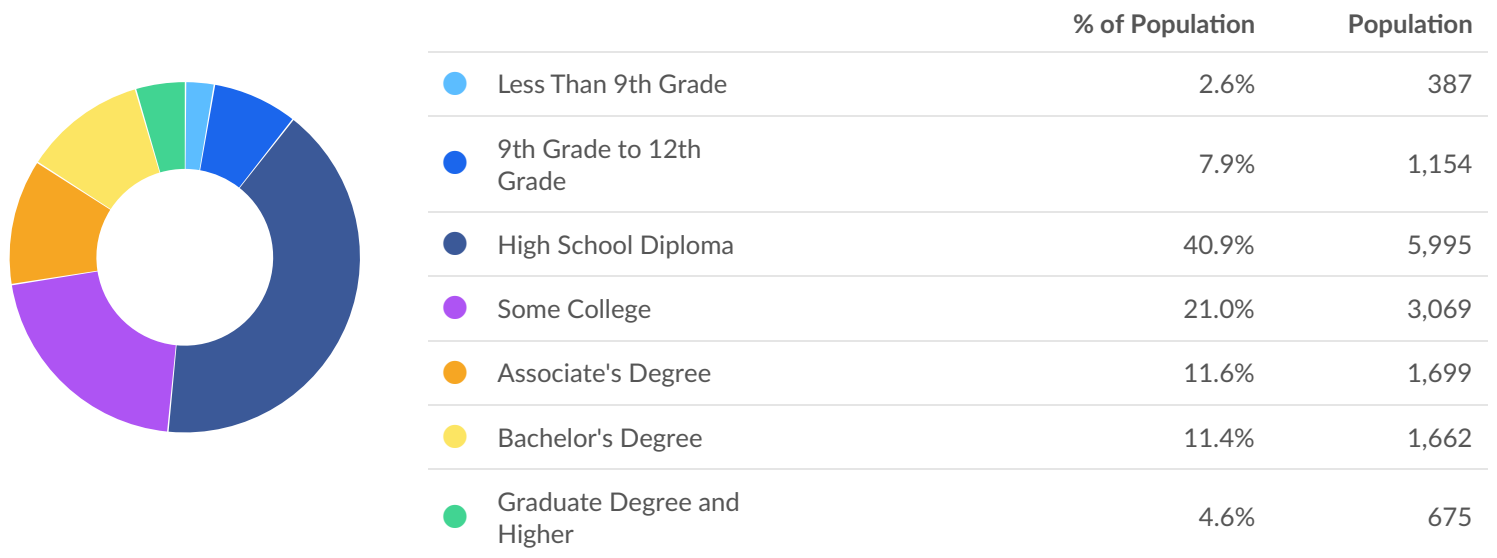 % of Population Population
Less Than 9th Grade 2.6% 387
9th Grade to 12th
Grade 7.9% 1,154
High School Diploma 40.9% 5,995
Some College 21.0% 3,069
Associate's Degree 11.6% 1,699
Bachelor's Degree 11.4% 1,662
Graduate Degree and
Higher 4.6% 675